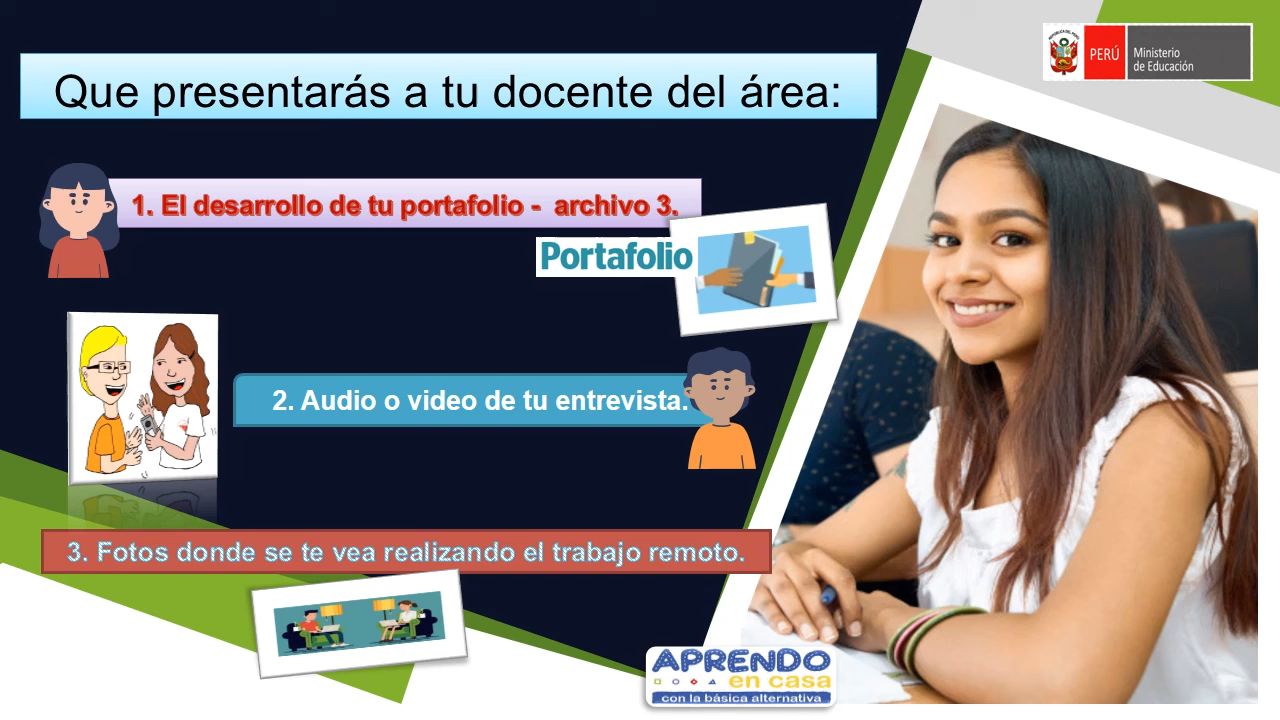 Que presentarás a tu docente del área:
PERÚ
Ministerio
de Educación
1. El desarrollo de tu portafolio - archivo 3.
Portafolio
2. Audio o video de tu entrevista.
3. Fotos donde se te vea realizando el trabajo remoto.
APRENDO
en casa
con la básica alternativa